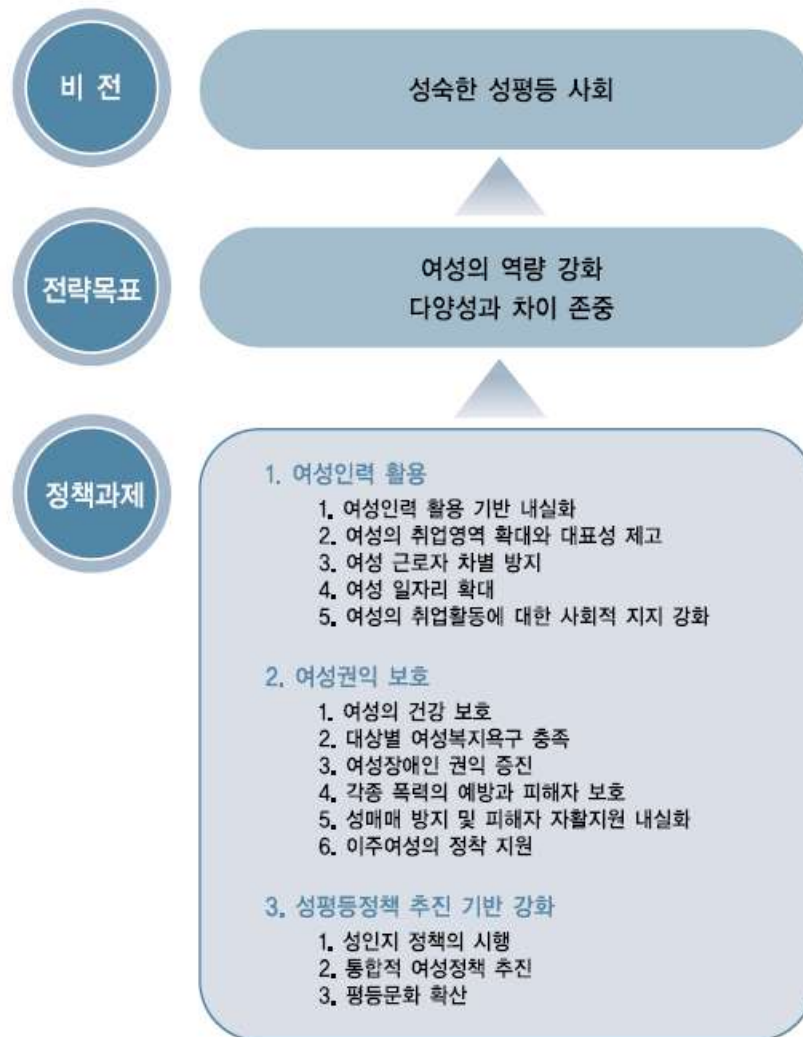 비 전
성숙한 성평등 사회
전략목표
여성의 역량 강화
다양성과 차이 존중
정책과제
1. 여성인력 활용
1. 여성인력 활용 기반 내실화
2. 여성의 취업영역 확대와 대표성 제고
3. 여성 근로자 차별 방지
4. 여성 일자리 확대
5. 여성의 취업활동에 대한 사회적 지지 강화
2. 여성권익 보호
1. 여성의 건강 보호
2. 대상별 여성복지욕구 충족
3. 여성장애인 권익 증진
4. 각종 폭력의 예방과 피해자 보호
5. 성매매 방지 및 피해자 자활지원 내실화
6. 이주여성의 정착 지원
3. 성평등정책 추진 기반 강화
1. 성인지 정책의 시행
2. 통합적 여성정책 추진
3. 평등문화 확산